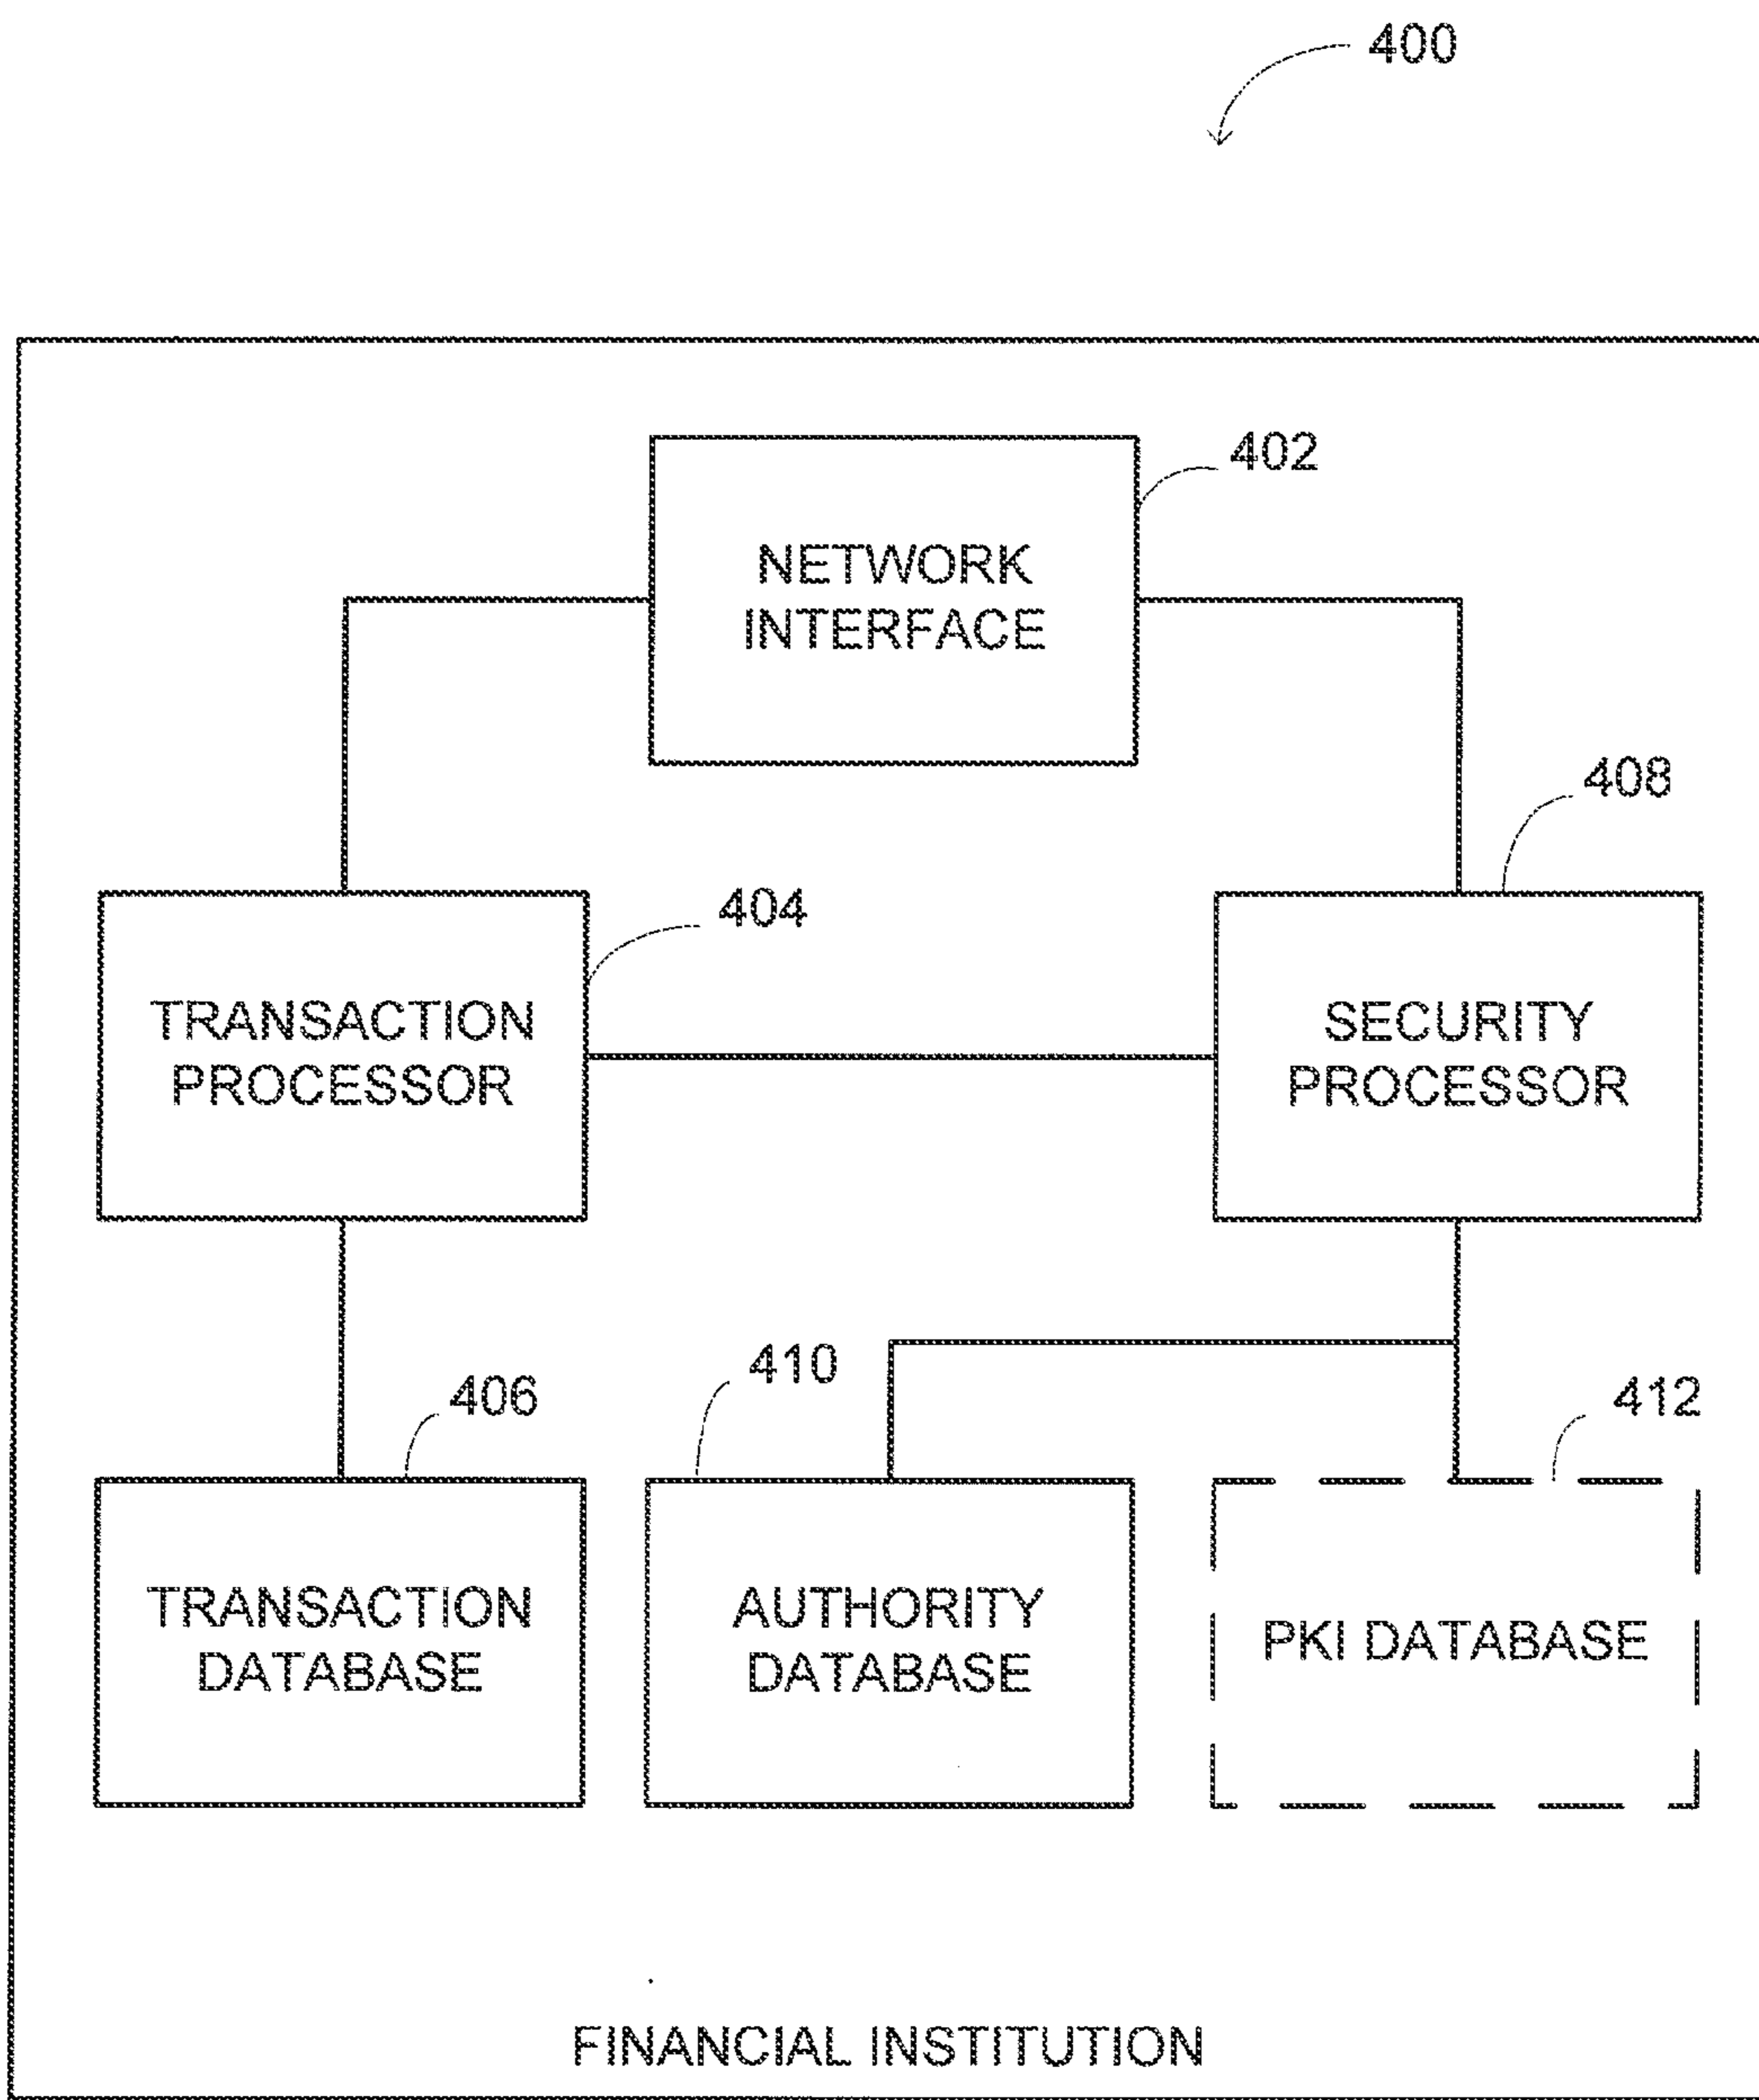 400
402
NETWORK
INTERFACE
408
404
TRANSACTION
PROCESSOR
SECURITY
PROCESSOR
406
410
412
TRANSACTION
DATABASE
AUTHORITY
DATABASE
PKI DATABASE
FINANCIAL INSTITUTION